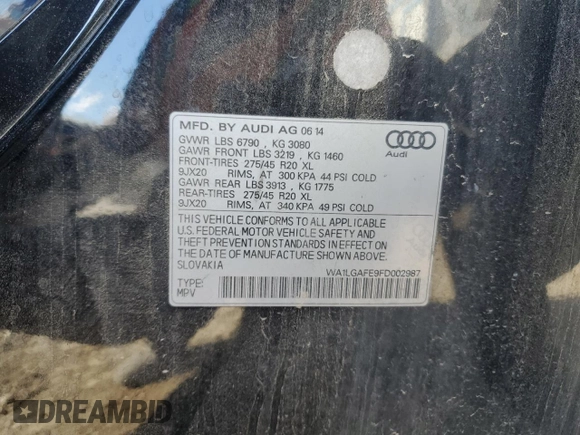 MFD. BY AUDI AG 06 14
GVWR LBS 6790 , KG 3080
GAWR FRONT LBS 3219 , KG 1460
FRONT-TIRES 275/45 R20 XL
9JX20 RIMS, AT 300 KPA 44 PSI COLD
GAWR REAR LBS 3913 , KG 1775
REAR-TIRES 275/45 R20 XL
9JX20 RIMS, AT 340 KPA 49 PSI COLD
Audi
THIS VEHICLE CONFORMS TO ALL APPLICABLE
U.S. FEDERAL MOTOR VEHICLE SAFETY AND
THEFT PREVENTION STANDARDS IN EFFECT ON
THE DATE OF MANUFACTURE SHOWN ABOVE.
SLOVAKIA
WA1LGAFE9FD002987
TYPE:
MPV
DREAMBID